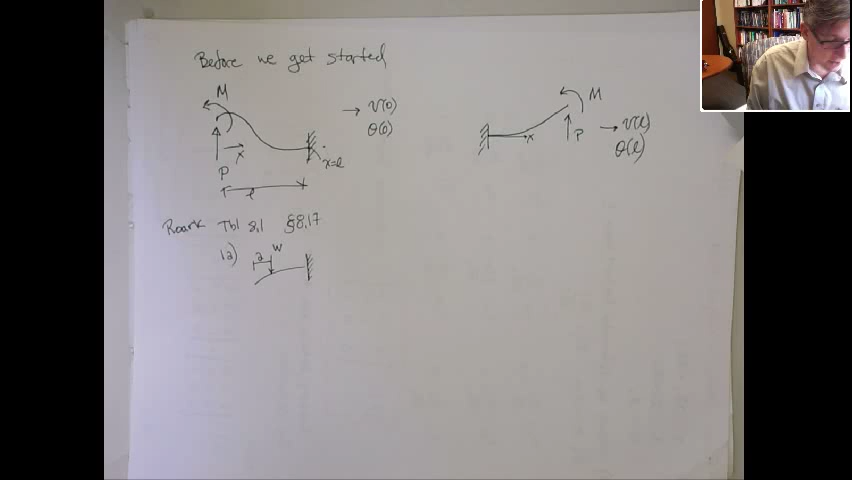 Before we get started
M
→ v(0)
θ(0)
x
x=l
P
l
M
x
P
→ v(l)
θ(l)
Roark Tbl 8.1 §8.17
1a)
a
W